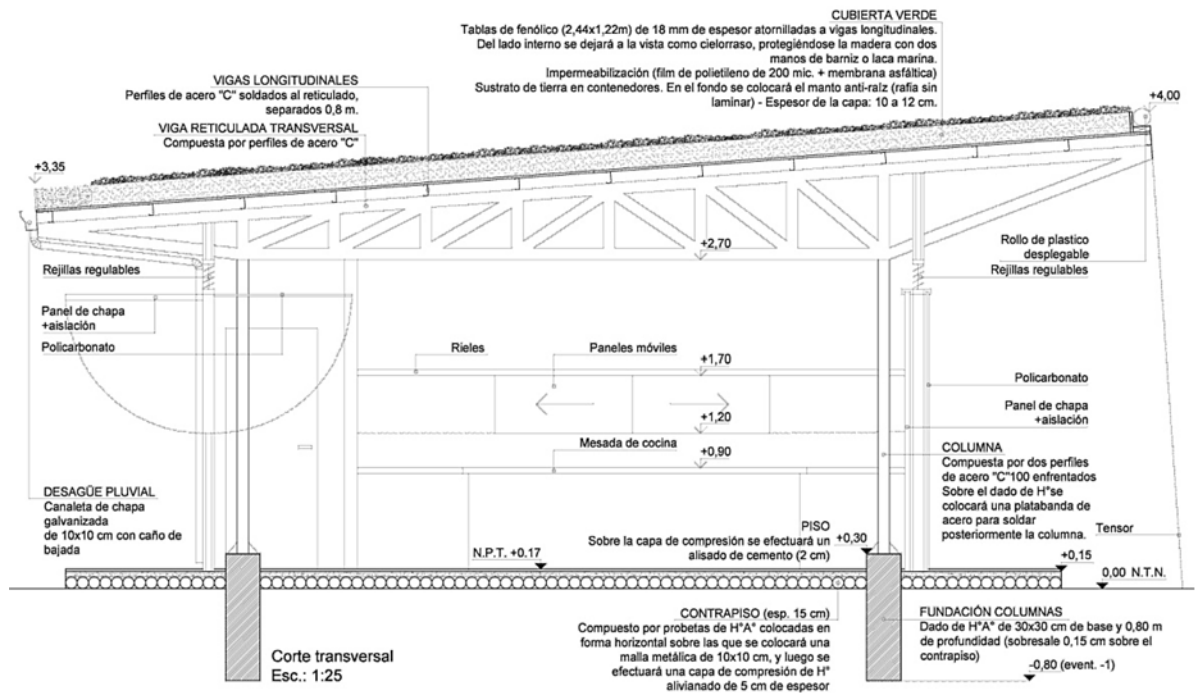 CUBIERTA VERDE
Tablas de fenólico (2,44x1,22m) de 18 mm de espesor atornilladas a vigas longitudinales.
Del lado interno se dejará a la vista como cielorraso, protegiéndose la madera con dos
manos de barniz o laca marina.
Impermeabilización (film de polietileno de 200 mic. + membrana asfáltica)
Sustrato de tierra en contenedores. En el fondo se colocará el manto anti-raíz (rafia sin
laminar) - Espesor de la capa: 10 a 12 cm.
VIGAS LONGITUDINALES
Perfiles de acero "C" soldados al reticulado,
separados 0,8 m.
VIGA RETICULADA TRANSVERSAL
Compuesta por perfiles de acero "C"
+4,00
+3,35
+2,70
Rejillas regulables
Panel de chapa
+aislación
Policarbonato
Rollo de plastico
desplegable
Rejillas regulables
Rieles
Paneles móviles
+1,70
+1,20
Mesada de cocina
+0,90
Policarbonato
Panel de chapa
+aislación
COLUMNA
Compuesta por dos perfiles
de acero "C"100 enfrentados
Sobre el dado de H°se
colocará una platabanda de
acero para soldar
posteriormente la columna.
Tensor
DESAGÜE PLUVIAL
Canaleta de chapa
galvanizada
de 10x10 cm con caño de
bajada
PISO
Sobre la capa de compresión se efectuará un
alisado de cemento (2 cm)
+0,30
N.P.T. +0.17
+0,15
0,00 N.T.N.
CONTRAPISO (esp. 15 cm)
Compuesto por probetas de H°A° colocadas en
forma horizontal sobre las que se colocará una
malla metálica de 10x10 cm, y luego se
efectuará una capa de compresión de H°
alivianado de 5 cm de espesor
FUNDACIÓN COLUMNAS
Dado de H°A° de 30x30 cm de base y 0,80 m
de profundidad (sobresale 0,15 cm sobre el
contrapiso)
-0,80 (event. -1)
Corte transversal
Esc.: 1:25